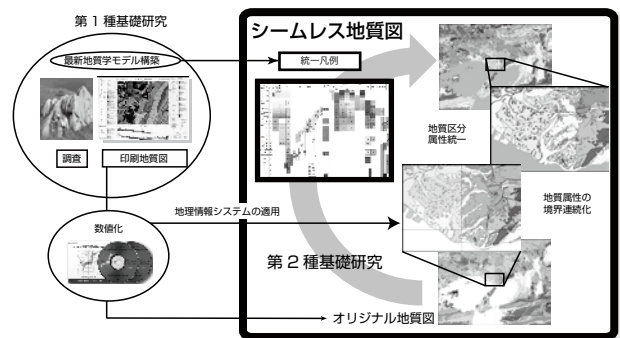 第１種基礎研究
最新地質学モデル構築
調査
印刷地質図
数値化
シームレス地質図
統一凡例
地質区分
属性統一
地質属性の
境界連続化
地理情報システムの適用
第２種基礎研究
オリジナル地質図